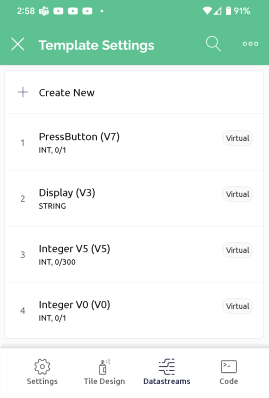 2:58 91%
Template Settings
Create New
1 PressButton (V7) Virtual
INT, 0/1
2 Display (V3) Virtual
STRING
3 Integer V5 (V5) Virtual
INT, 0/300
4 Integer V0 (V0) Virtual
INT, 0/1
Settings Tile Design Datastreams Code